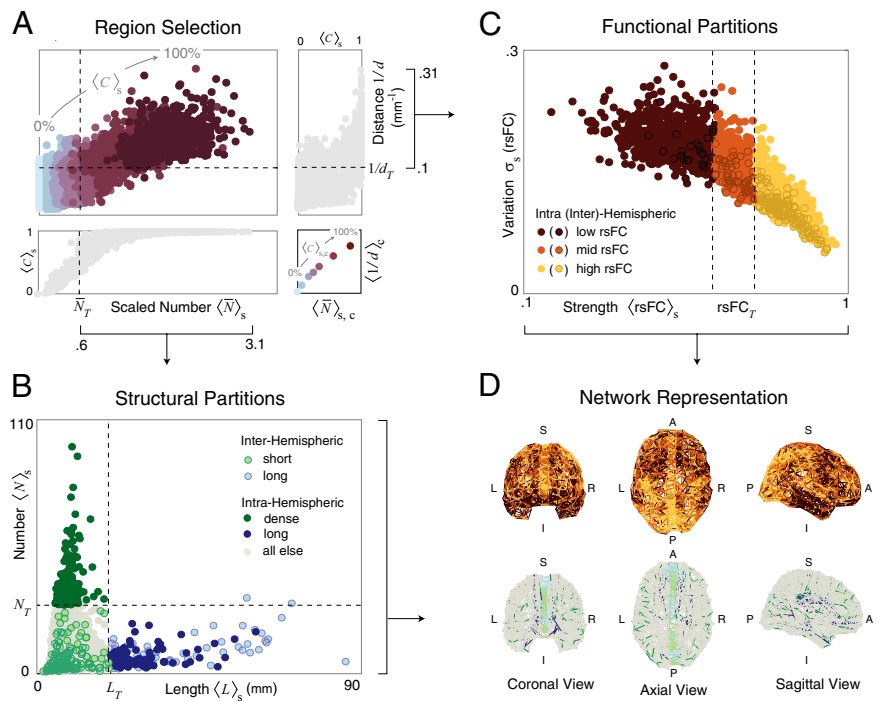 A
Region Selection
100%
⟨C⟩s
0%
⟨C⟩s
0
1
.31
Distance 1/d
(mm⁻¹)
1/dT
.1
1
⟨C⟩s
0
N̅T
Scaled Number ⟨N̅⟩s
.6
3.1
100%
⟨C⟩s,c
0%
⟨1/d⟩c
⟨N̅⟩s, c
B
Structural Partitions
110
Number ⟨N⟩s
NT
0
0
LT
Length ⟨L⟩s (mm)
90
Inter-Hemispheric
short
long
Intra-Hemispheric
dense
long
all else
C
Functional Partitions
.3
Variation σs (rsFC)
0
Intra (Inter)-Hemispheric
( ) low rsFC
( ) mid rsFC
( ) high rsFC
.1
Strength ⟨rsFC⟩s
rsFCT
1
D
Network Representation
S
L
R
I
A
L
R
P
S
P
A
I
S
L
R
I
A
L
R
P
S
P
A
I
Coronal View
Axial View
Sagittal View